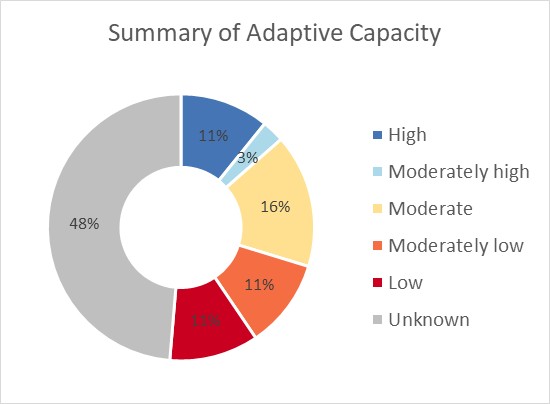 Summary of Adaptive Capacity
11%
3%
16%
11%
11%
48%
High
Moderately high
Moderate
Moderately low
Low
Unknown